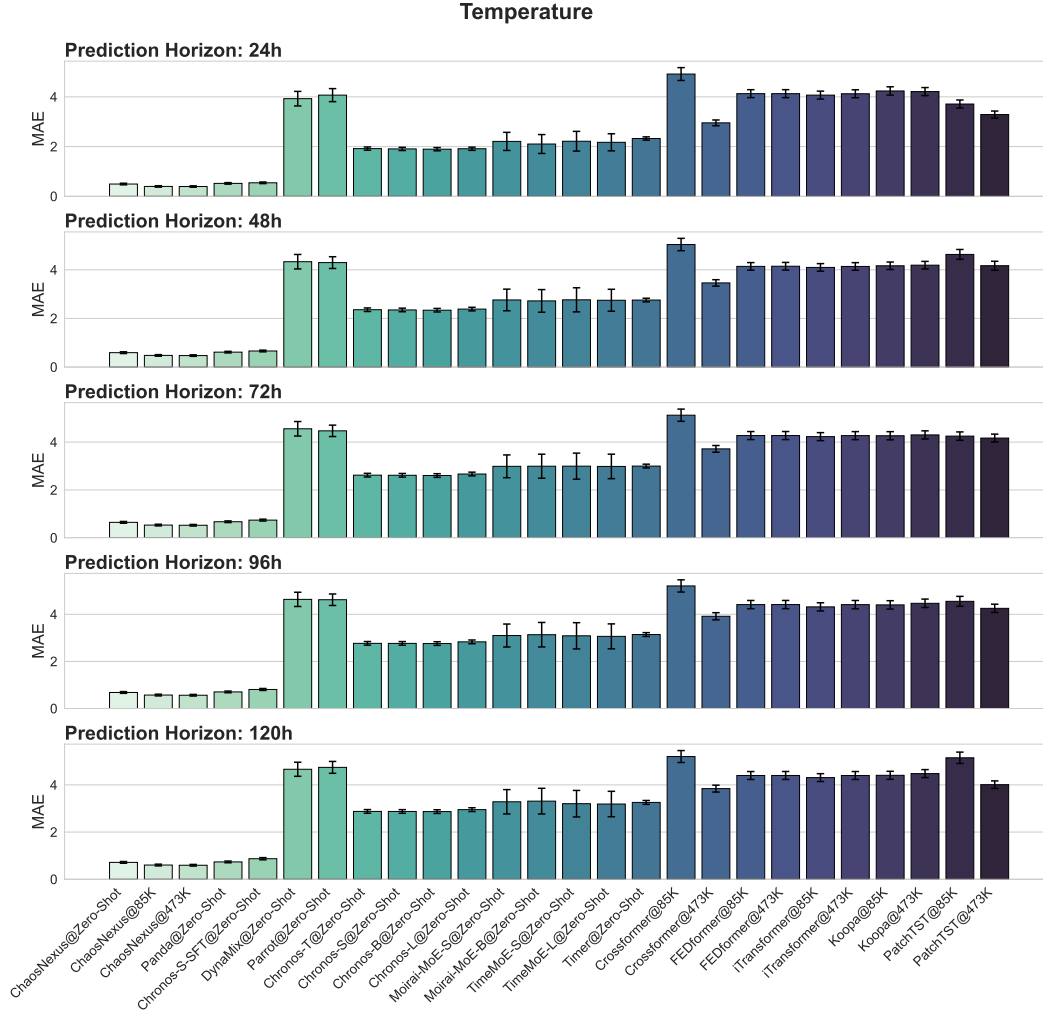 Temperature
Prediction Horizon: 24h
MAE
4
2
0
Prediction Horizon: 48h
MAE
4
2
0
Prediction Horizon: 72h
MAE
4
2
0
Prediction Horizon: 96h
MAE
4
2
0
Prediction Horizon: 120h
MAE
4
2
0
ChaosNexus@Zero-Shot
ChaosNexus@85K
ChaosNexus@473K
Panda@Zero-Shot
Chronos-S-SFT@Zero-Shot
DynaMix@Zero-Shot
Parrot@Zero-Shot
Chronos-T@Zero-Shot
Chronos-S@Zero-Shot
Chronos-B@Zero-Shot
Chronos-L@Zero-Shot
Moirai-MoE-S@Zero-Shot
Moirai-MoE-B@Zero-Shot
TimeMoE-S@Zero-Shot
TimeMoE-L@Zero-Shot
Timer@Zero-Shot
Crossformer@85K
Crossformer@473K
FEDformer@85K
FEDformer@473K
iTransformer@85K
iTransformer@473K
Koopa@85K
Koopa@473K
PatchTST@85K
PatchTST@473K